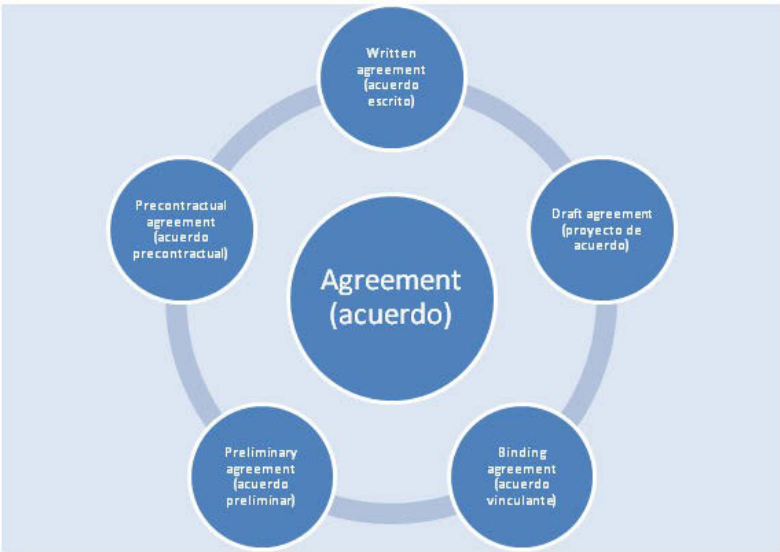 Written
agreement
(acuerdo
escrito)
Precontractual
agreement
(acuerdo
precontractual)
Draft agreement
(proyecto de
acuerdo)
Agreement
(acuerdo)
Preliminary
agreement
(acuerdo
preliminar)
Binding
agreement
(acuerdo
vinculante)